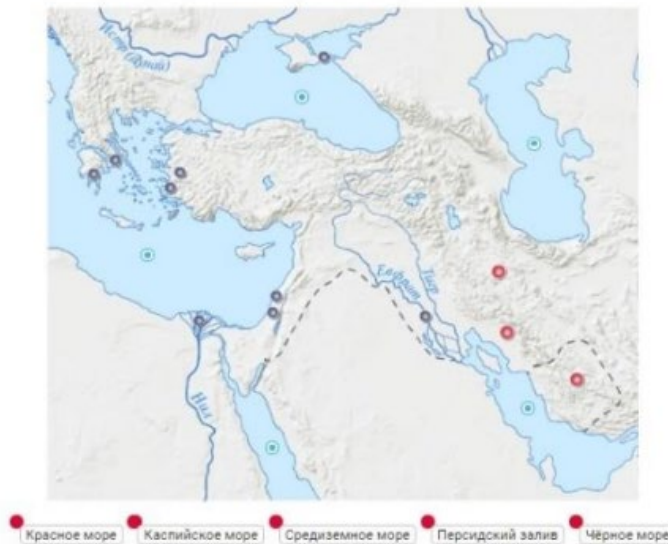 Истр (Дунай)
Евфрат
Тигр
Нил
Красное море
Каспийское море
Средиземное море
Персидский залив
Чёрное море